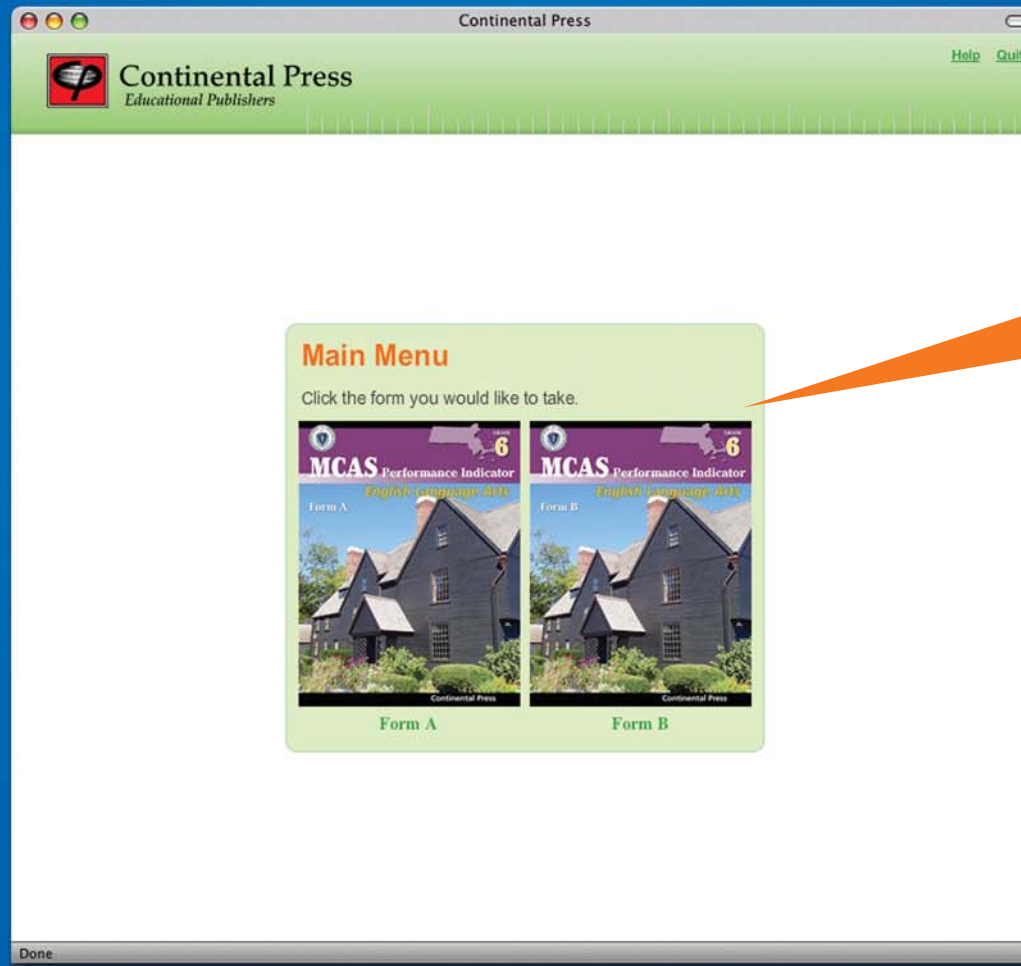 Continental Press
Help Quit
Continental Press
Educational Publishers
Main Menu
Click the form you would like to take.
GRADE
6
MCAS Performance Indicator
English Language Arts
Form A
Continental Press
Form A
GRADE
6
MCAS Performance Indicator
English Language Arts
Form B
Continental Press
Form B
Done